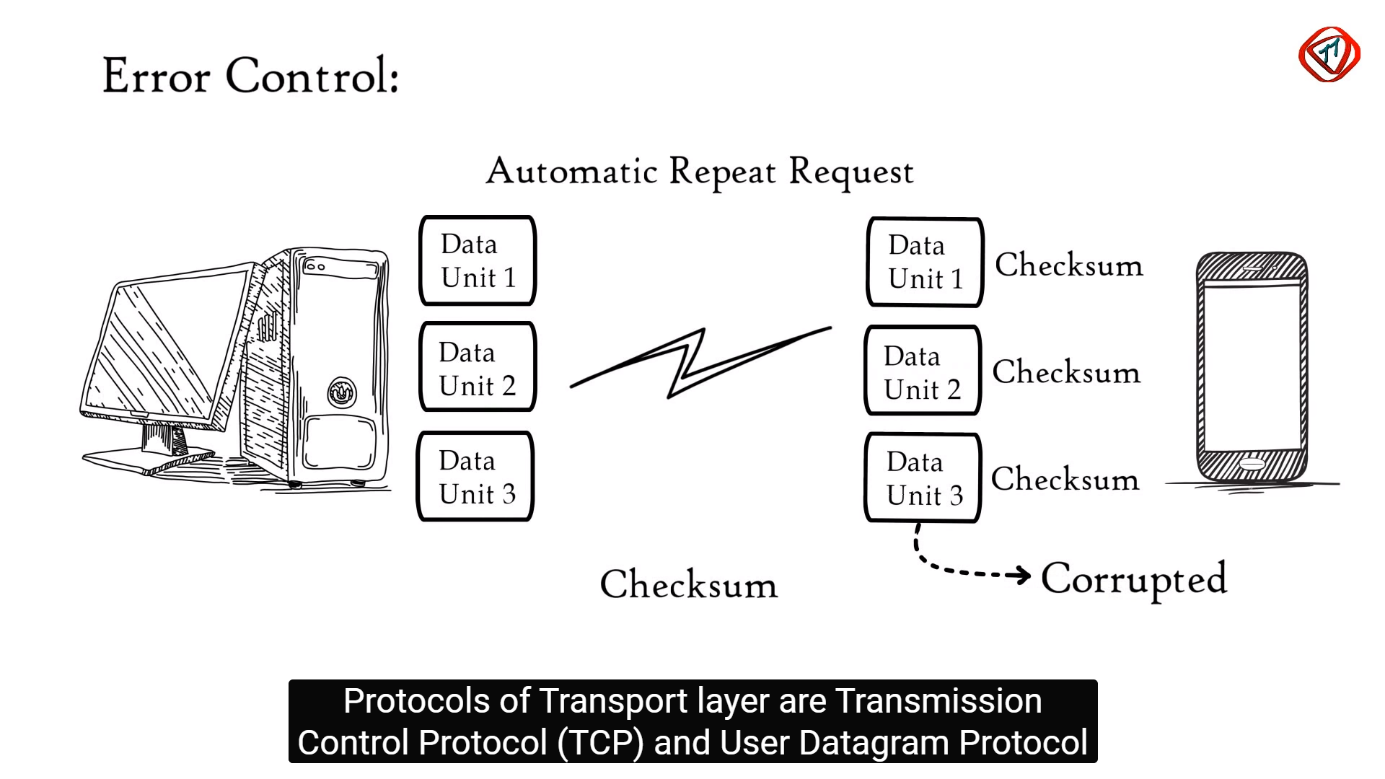 Error Control:
Automatic Repeat Request
Data
Unit 1
Data
Unit 2
Data
Unit 3
Data
Unit 1
Checksum
Data
Unit 2
Checksum
Data
Unit 3
Checksum
Corrupted
Checksum
Protocols of Transport layer are Transmission
Control Protocol (TCP) and User Datagram Protocol